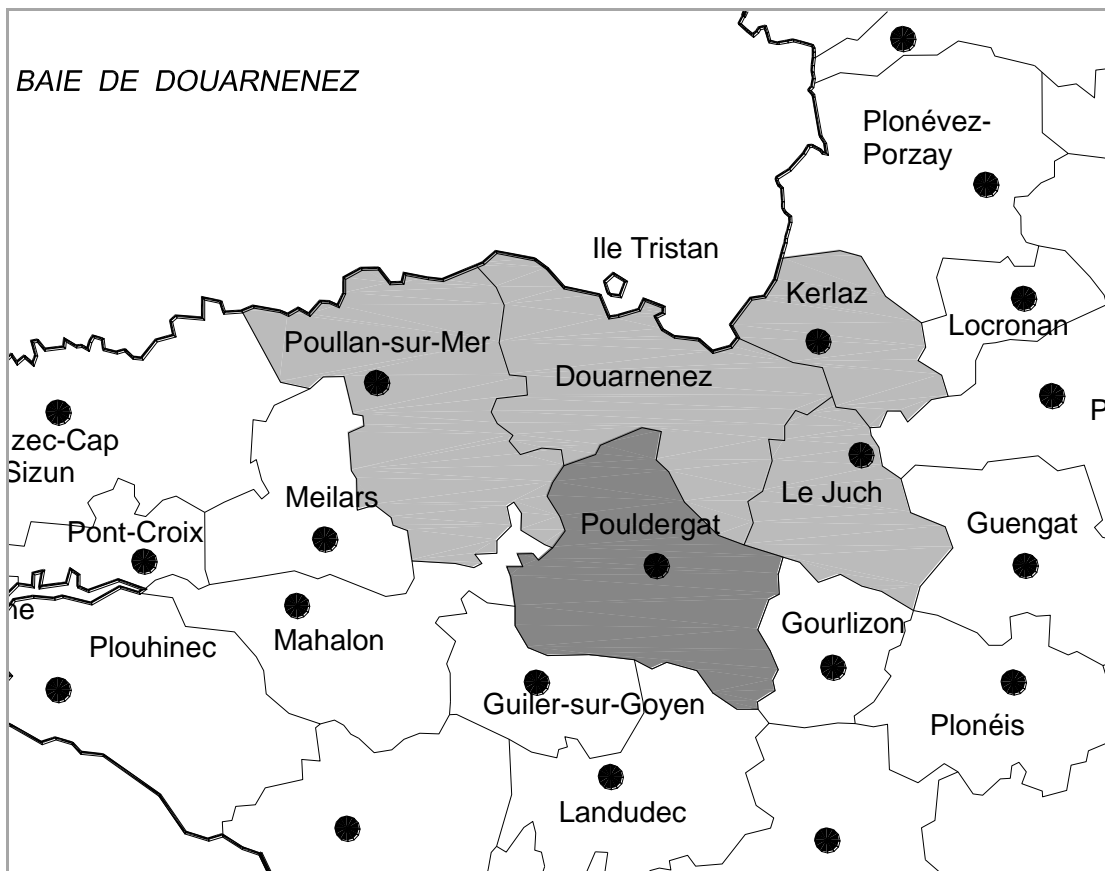 BAIE DE DOUARNENEZ
Plonévez-
Porzay
Ile Tristan
Kerlaz
Locronan
Poullan-sur-Mer
Douarnenez
P
zec-Cap
Sizun
Meilars
Le Juch
Pont-Croix
Pouldergat
Guengat
ne
Plouhinec
Mahalon
Gourlizon
Guiler-sur-Goyen
Plonéis
Landudec